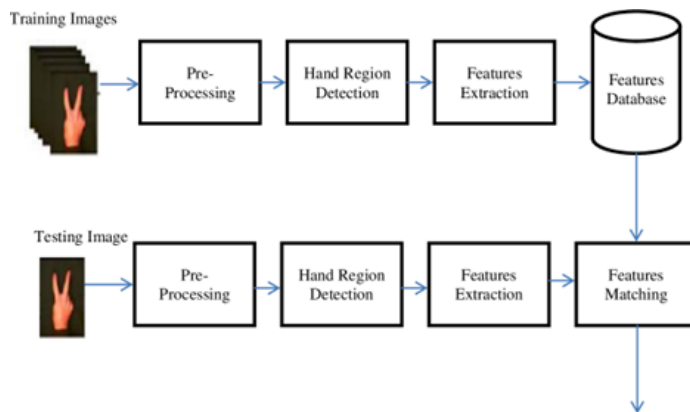 Training Images
Pre-
Processing
Hand Region
Detection
Features
Extraction
Features
Database
Testing Image
Pre-
Processing
Hand Region
Detection
Features
Extraction
Features
Matching